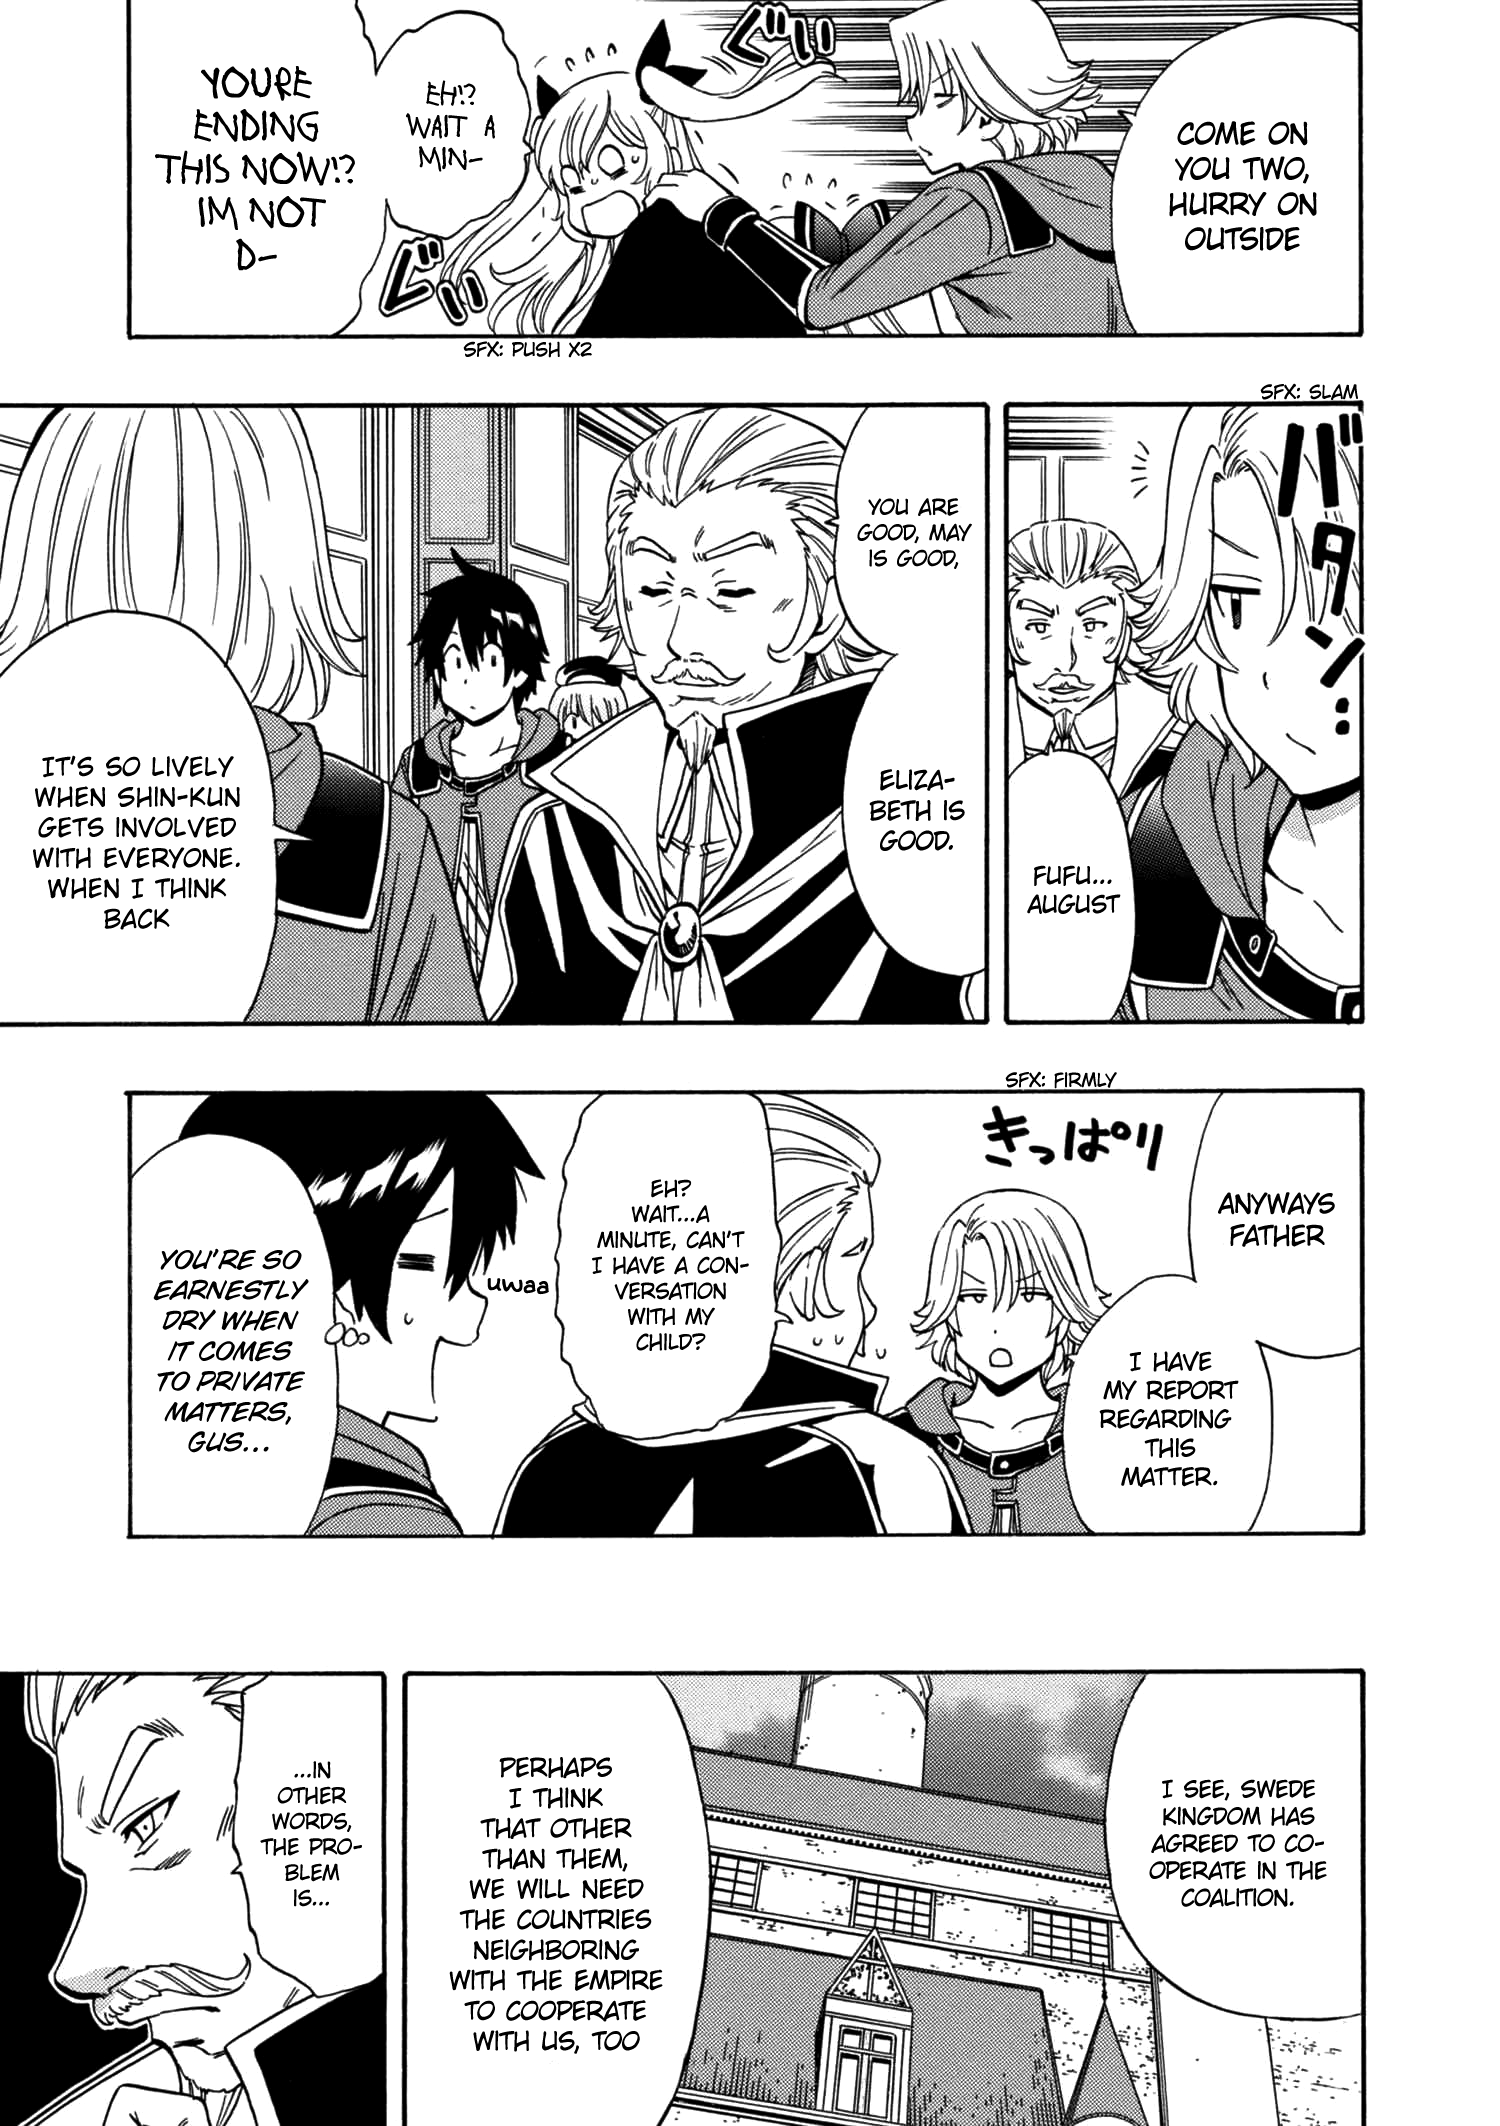 COME ON
YOU TWO,
HURRY ON
OUTSIDE
ぐい
EH!?
WAIT A
MIN-
ぐい
YOURE
ENDING
THIS NOW!?
IM NOT
D-
SFX: PUSH X2
SFX: SLAM
バタン…
FUFU...
AUGUST
YOU ARE
GOOD, MAY
IS GOOD,
ELIZA-
BETH IS
GOOD.
IT'S SO LIVELY
WHEN SHIN-KUN
GETS INVOLVED
WITH EVERYONE.
WHEN I THINK
BACK
SFX: FIRMLY
きっぱり
ANYWAYS
FATHER
I HAVE
MY REPORT
REGARDING
THIS
MATTER.
EH?
WAIT...A
MINUTE, CAN'T
I HAVE A CON-
VERSATION
WITH MY
CHILD?
uwaa
YOU'RE SO
EARNESTLY
DRY WHEN
IT COMES
TO PRIVATE
MATTERS,
GUS...
I SEE, SWEDE
KINGDOM HAS
AGREED TO CO-
OPERATE IN THE
COALITION.
PERHAPS
I THINK
THAT OTHER
THAN THEM,
WE WILL NEED
THE COUNTRIES
NEIGHBORING
WITH THE EMPIRE
TO COOPERATE
WITH US, TOO
...IN
OTHER
WORDS,
THE PRO-
BLEM
IS...